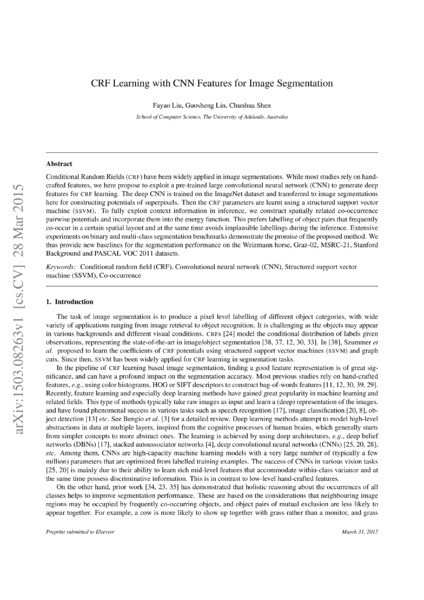 CRF Learning with CNN Features for Image Segmentation
Fayao Liu, Guosheng Lin, Chunhua Shen
School of Computer Science, The University of Adelaide, Australia
Abstract
Conditional Random Rields (CRF) have been widely applied in image segmentations. While most studies rely on hand-
crafted features, we here propose to exploit a pre-trained large convolutional neural network (CNN) to generate deep
features for CRF learning. The deep CNN is trained on the ImageNet dataset and transferred to image segmentations
here for constructing potentials of superpixels. Then the CRF parameters are learnt using a structured support vector
machine (SSVM). To fully exploit context information in inference, we construct spatially related co-occurrence
pairwise potentials and incorporate them into the energy function. This prefers labelling of object pairs that frequently
co-occur in a certain spatial layout and at the same time avoids implausible labellings during the inference. Extensive
experiments on binary and multi-class segmentation benchmarks demonstrate the promise of the proposed method. We
thus provide new baselines for the segmentation performance on the Weizmann horse, Graz-02, MSRC-21, Stanford
Background and PASCAL VOC 2011 datasets.
Keywords: Conditional random field (CRF), Convolutional neural network (CNN), Structured support vector
machine (SSVM), Co-occurrence
1. Introduction
The task of image segmentation is to produce a pixel labelling of different object categories, with wide
variety of applications ranging from image retrieval to object recognition. It is challenging as the objects may appear
in various backgrounds and different visual conditions. CRFs [24] model the conditional distribution of labels given
observations, representing the state-of-the-art in image/object segmentation [38, 37, 12, 30, 33]. In [38], Szummer et
al. proposed to learn the coefficients of CRF potentials using structured support vector machines (SSVM) and graph
cuts. Since then, SSVM has been widely applied for CRF learning in segmentation tasks.
In the pipeline of CRF based image segmentation, finding a good feature representation is of great sig-
nificance, and can have a profound impact on the segmentation accuracy. Most previous studies rely on hand-crafted
features, e.g., using color histograms, HOG or SIFT descriptors to construct bag-of-words features [11, 12, 30, 39, 29].
Recently, feature learning and especially deep learning methods have gained great popularity in machine learning and
related fields. This type of methods typically take raw images as input and learn a (deep) representation of the images,
and have found phenomenal success in various tasks such as speech recognition [17], image classification [20, 8], ob-
ject detection [13] etc. See Bengio et al. [3] for a detailed review. Deep learning methods attempt to model high-level
abstractions in data at multiple layers, inspired from the cognitive processes of human brains, which generally starts
from simpler concepts to more abstract ones. The learning is achieved by using deep architectures, e.g., deep belief
networks (DBNs) [17], stacked autoassociator networks [4], deep convolutional neural networks (CNNs) [25, 20, 28],
etc. Among them, CNNs are high-capacity machine learning models with a very large number of (typically a few
million) parameters that are optimized from labelled training examples. The success of CNNs in various vision tasks
[25, 20] is mainly due to their ability to learn rich mid-level features that accommodate within-class variance and at
the same time possess discriminative information. This is in contrast to low-level hand-crafted features.
On the other hand, prior work [34, 23, 35] has demonstrated that holistic reasoning about the occurrences of all
classes helps to improve segmentation performance. These are based on the considerations that neighbouring image
regions may be occupied by frequently co-occurring objects, and object pairs of mutual exclusion are less likely to
appear together. For example, a cow is more likely to show up together with grass rather than a monitor, and grass
Preprint submitted to Elsevier
March 31, 2015
arXiv:1503.08263v1 [cs.CV] 28 Mar 2015